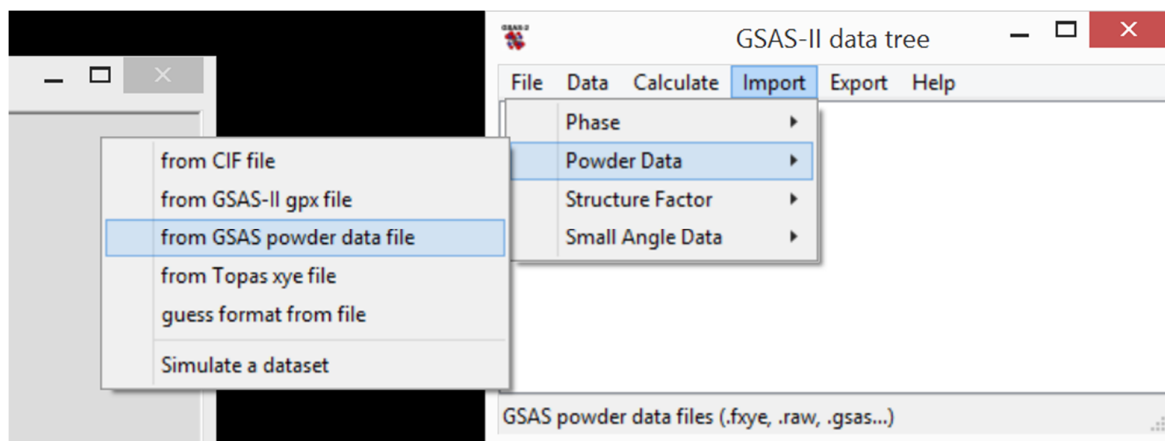 GSAS-II data tree
File Data Calculate Import Export Help
Phase
Powder Data
Structure Factor
Small Angle Data
from CIF file
from GSAS-II gpx file
from GSAS powder data file
from Topas xye file
guess format from file
Simulate a dataset
GSAS powder data files (.fxye, .raw, .gsas...)